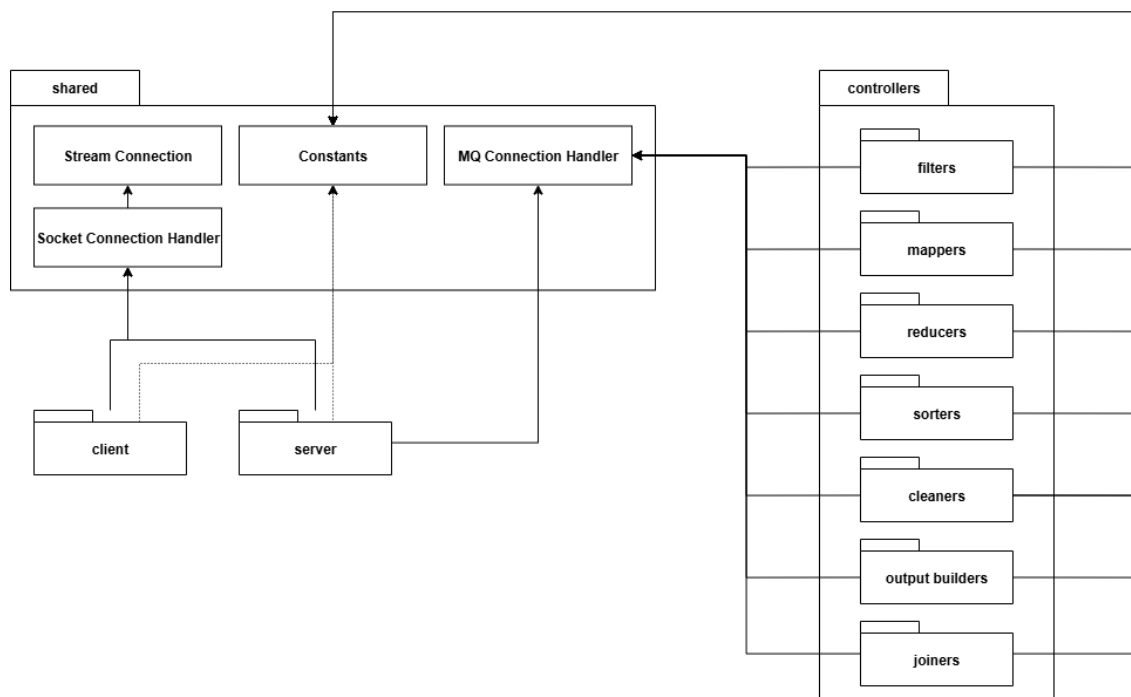 shared
Stream Connection
Constants
MQ Connection Handler
Socket Connection Handler
client
server
controllers
filters
mappers
reducers
sorters
cleaners
output builders
joiners